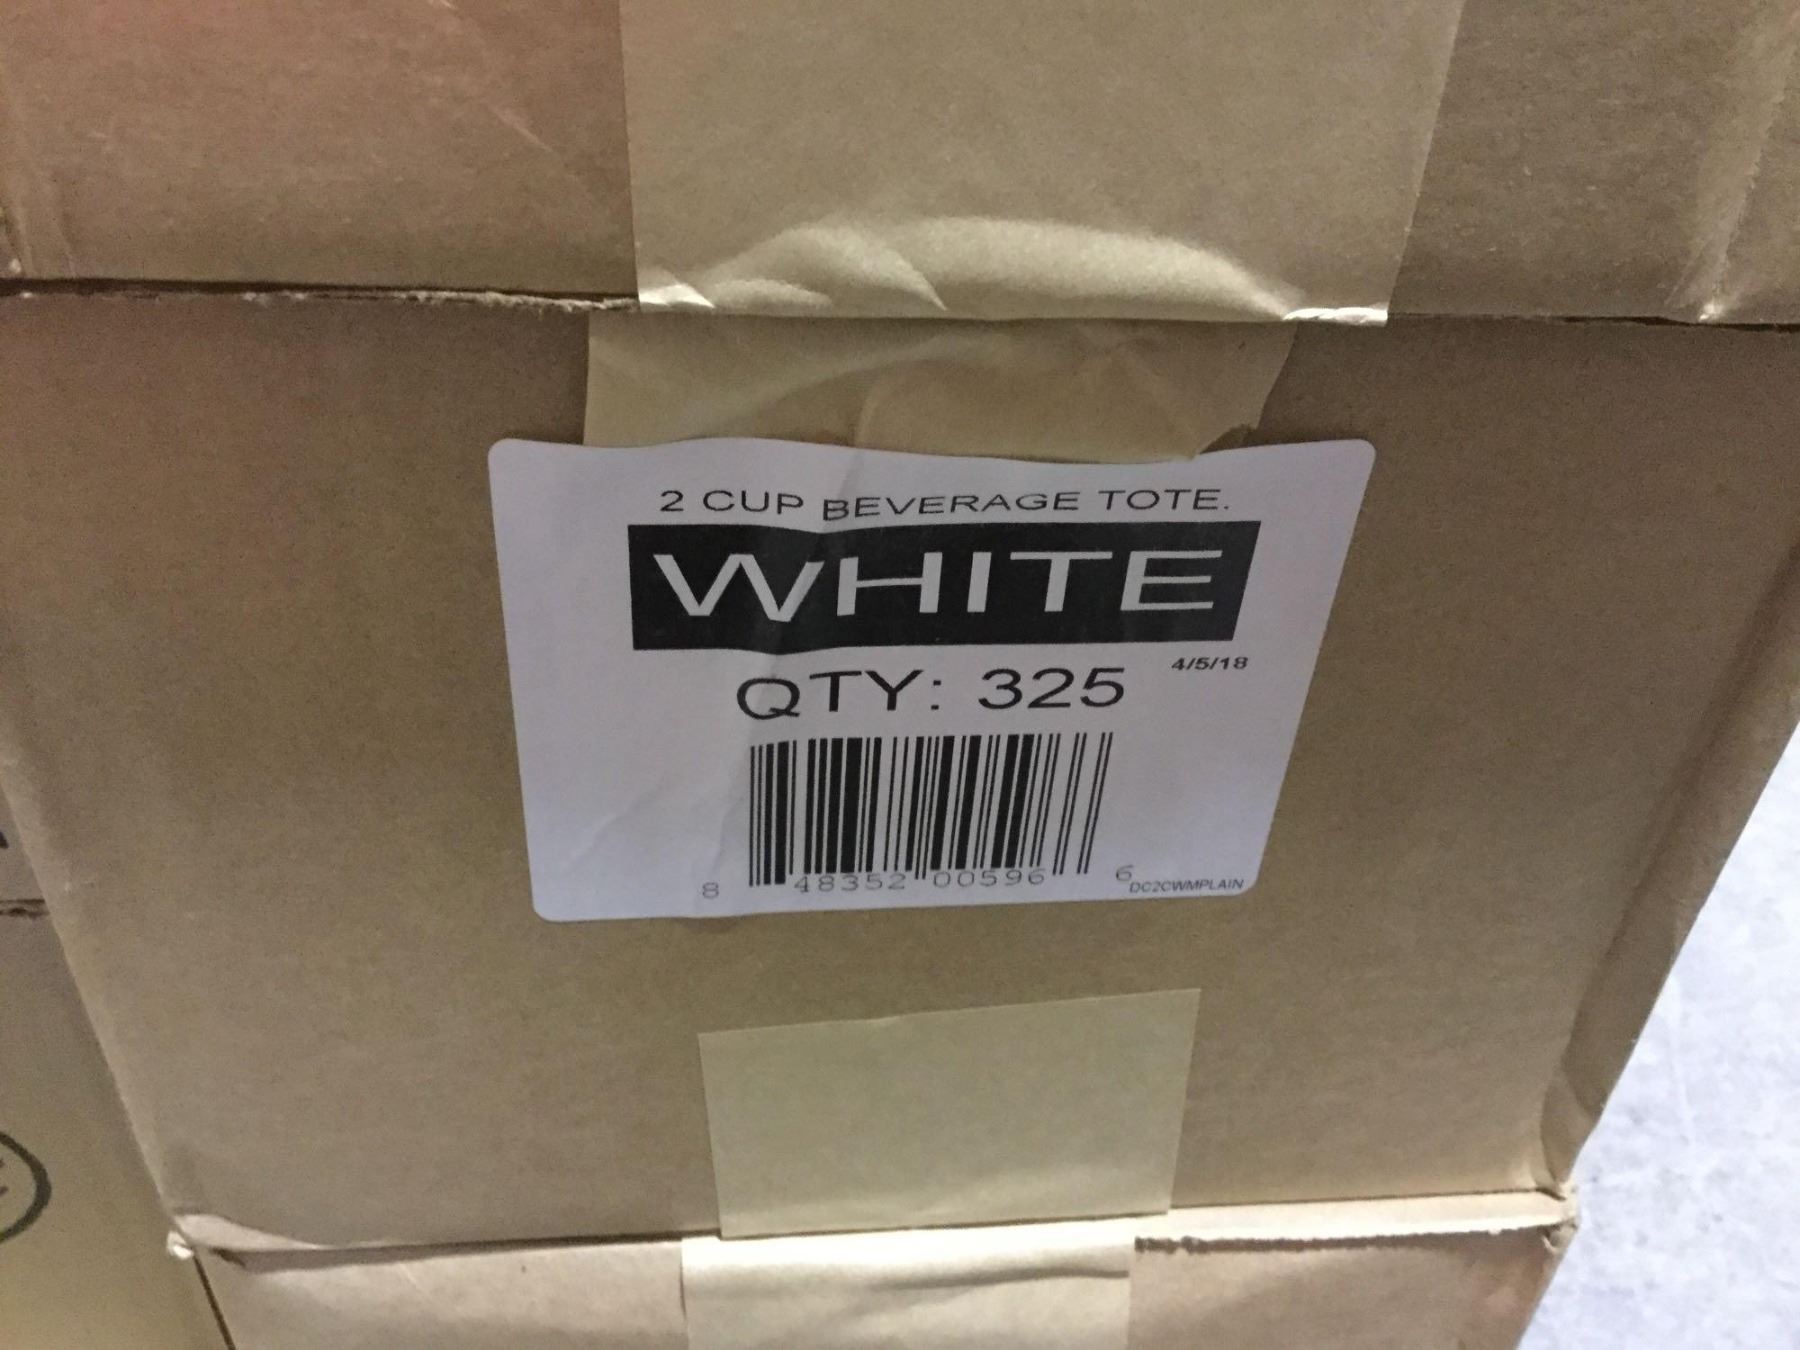 2 CUP BEVERAGE TOTE.
WHITE
QTY: 325
4/5/18
8 48352 00596 6
DC2CWMPLAIN